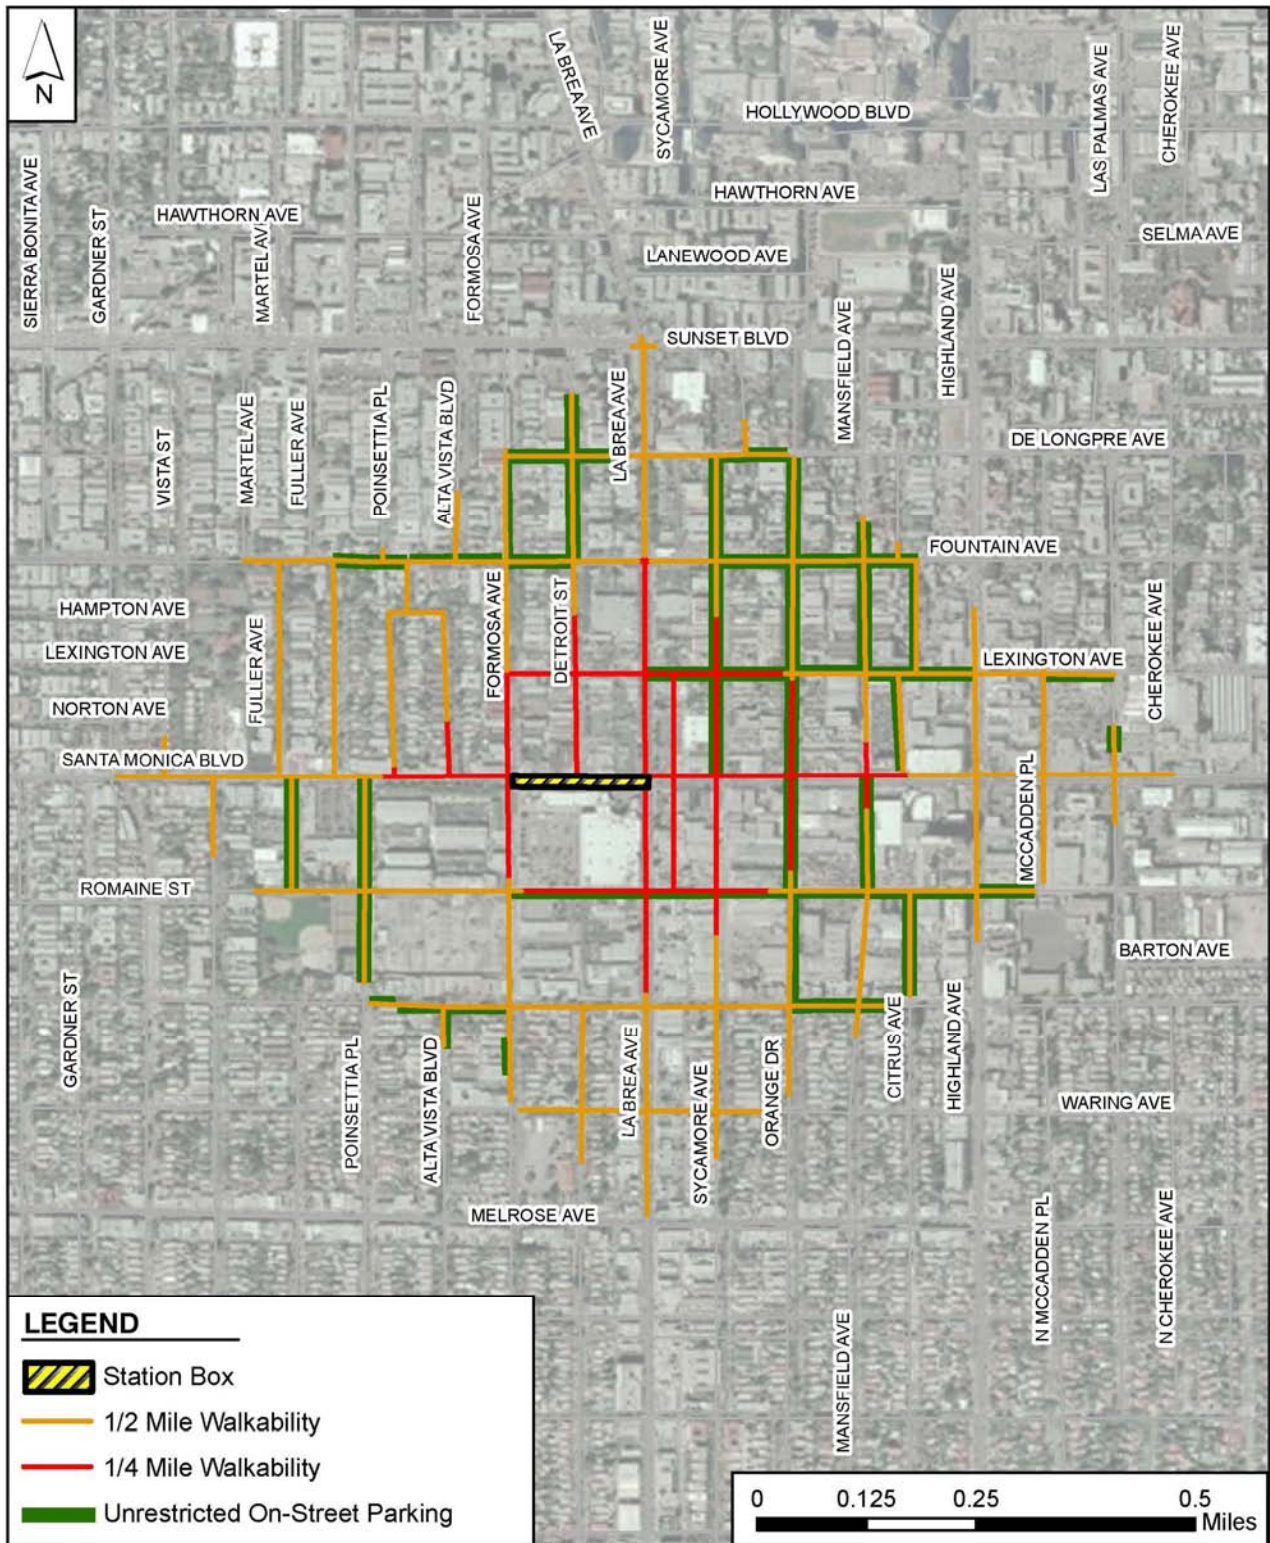 N
LA BREA AVE
SYCAMORE AVE
HOLLYWOOD BLVD
LAS PALMAS AVE
CHEROKEE AVE
SIERRA BONITA AVE
GARDNER ST
HAWTHORN AVE
MARTEL AVE
FORMOSA AVE
HAWTHORN AVE
LANEWOOD AVE
SELMA AVE
SUNSET BLVD
MANSFIELD AVE
HIGHLAND AVE
VISTA ST
MARTEL AVE
FULLER AVE
POINSETTIA PL
ALTA VISTA BLVD
LA BREA AVE
DE LONGPRE AVE
FOUNTAIN AVE
HAMPTON AVE
LEXINGTON AVE
NORTON AVE
SANTA MONICA BLVD
FULLER AVE
FORMOSA AVE
DETROIT ST
LEXINGTON AVE
CHEROKEE AVE
MCCADDEN PL
ROMAINE ST
BARTON AVE
GARDNER ST
POINSETTIA PL
ALTA VISTA BLVD
LA BREA AVE
SYCAMORE AVE
ORANGE DR
CITRUS AVE
HIGHLAND AVE
WARING AVE
MELROSE AVE
N MCCADDEN PL
N CHEROKEE AVE
MANSFIELD AVE
LEGEND
Station Box
1/2 Mile Walkability
1/4 Mile Walkability
Unrestricted On-Street Parking
0 0.125 0.25 0.5
Miles